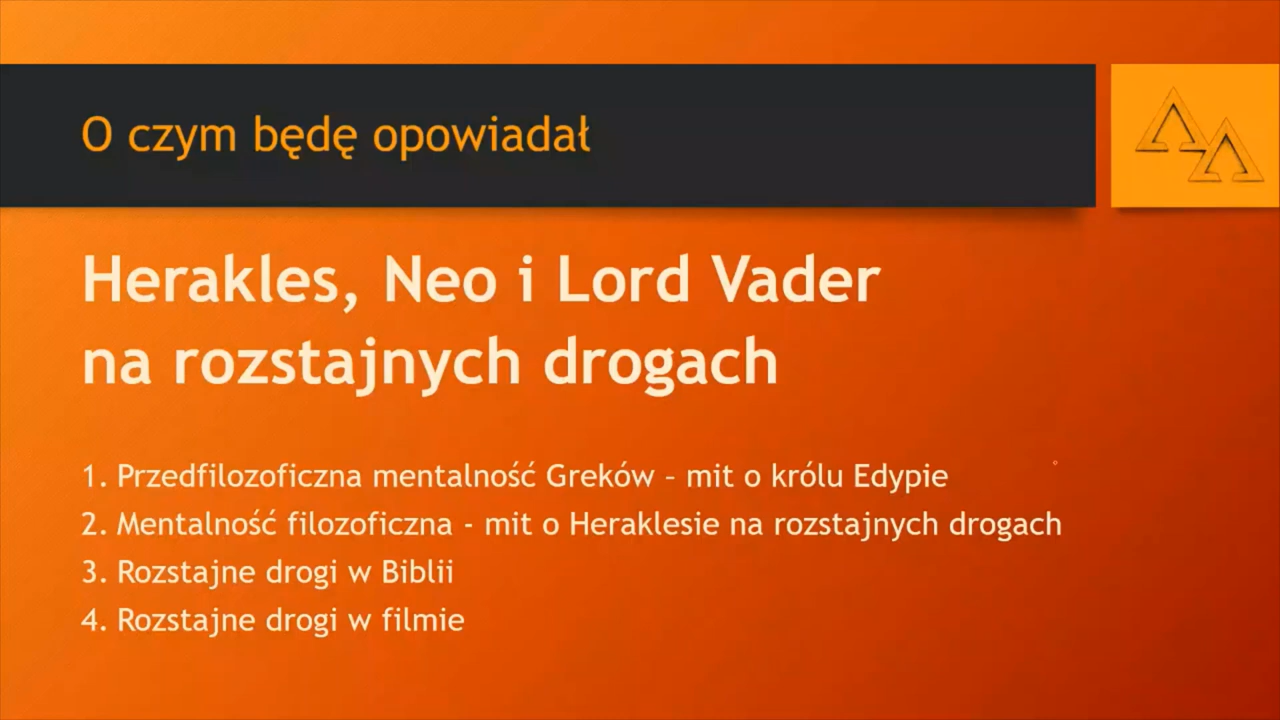 O czym będę opowiadał
Herakles, Neo i Lord Vader
na rozstajnych drogach
1. Przedfilozoficzna mentalność Greków – mit o królu Edypie
2. Mentalność filozoficzna - mit o Heraklesie na rozstajnych drogach
3. Rozstajne drogi w Biblii
4. Rozstajne drogi w filmie